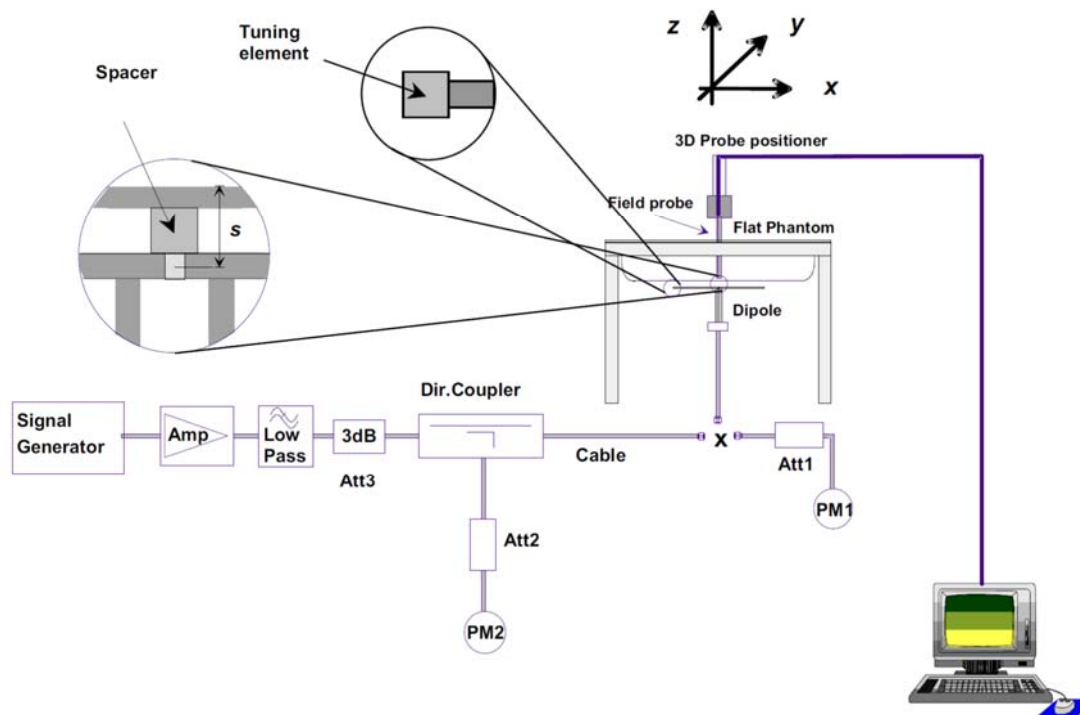 Tuning
element
z
y
x
Spacer
3D Probe positioner
Field probe
Flat Phantom
s
Dipole
Dir.Coupler
Signal
Generator
Amp
Low
Pass
3dB
Att3
Cable
x
Att1
PM1
Att2
PM2